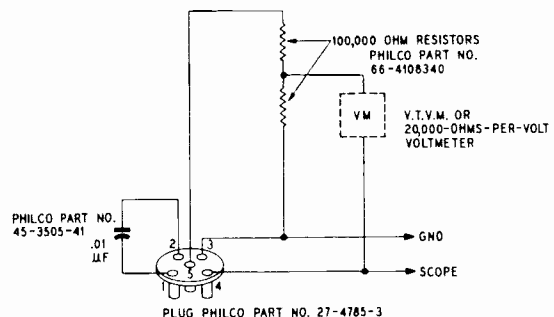 100,000 OHM RESISTORS
PHILCO PART NO.
66-4108340
VM
V.T.V.M. OR
20,000-OHMS-PER-VOLT
VOLTMETER
PHILCO PART NO.
45-3505-41
.01
µF
2
3
5
1
4
GND
SCOPE
PLUG PHILCO PART NO. 27-4785-3